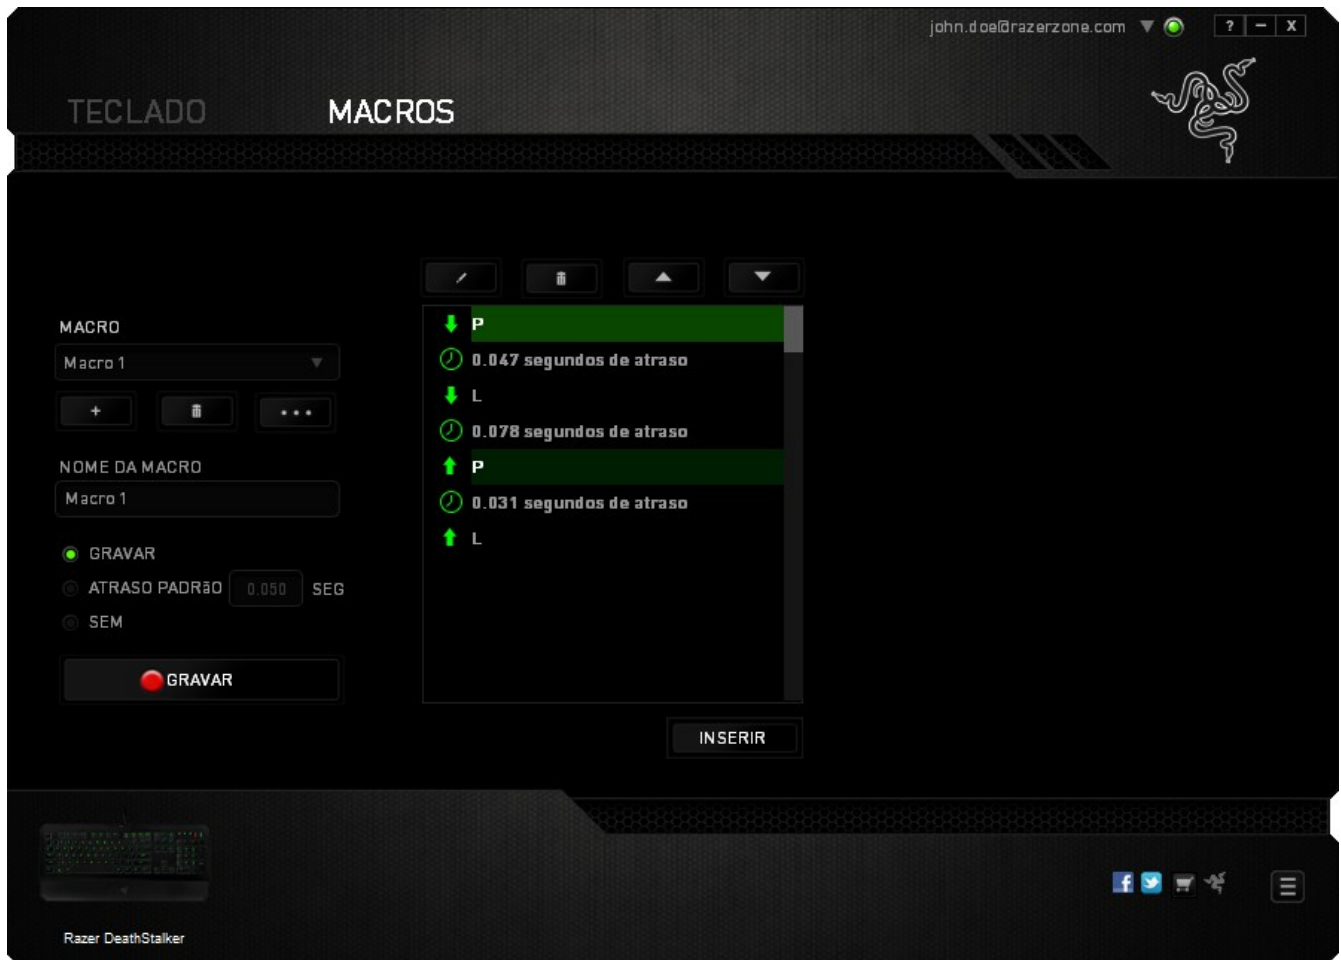 john.doe@razerzone.com
? – X
TECLADO MACROS
MACRO
Macro 1
+
NOME DA MACRO
Macro 1
GRAVAR
ATRASO PADRãO 0.050 SEG
SEM
GRAVAR
P
0.047 segundos de atraso
L
0.078 segundos de atraso
P
0.031 segundos de atraso
L
INSERIR
Razer DeathStalker